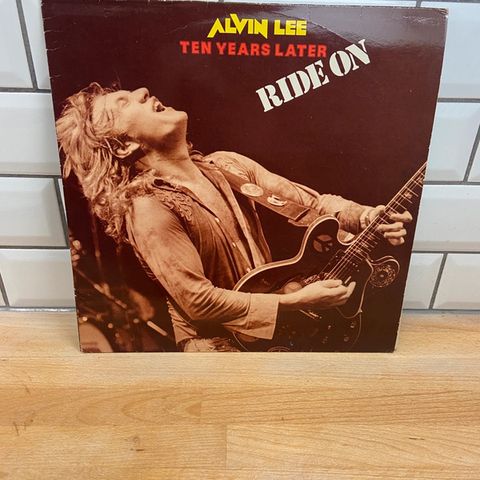 ALVIN LEE
TEN YEARS LATER
RIDE ON